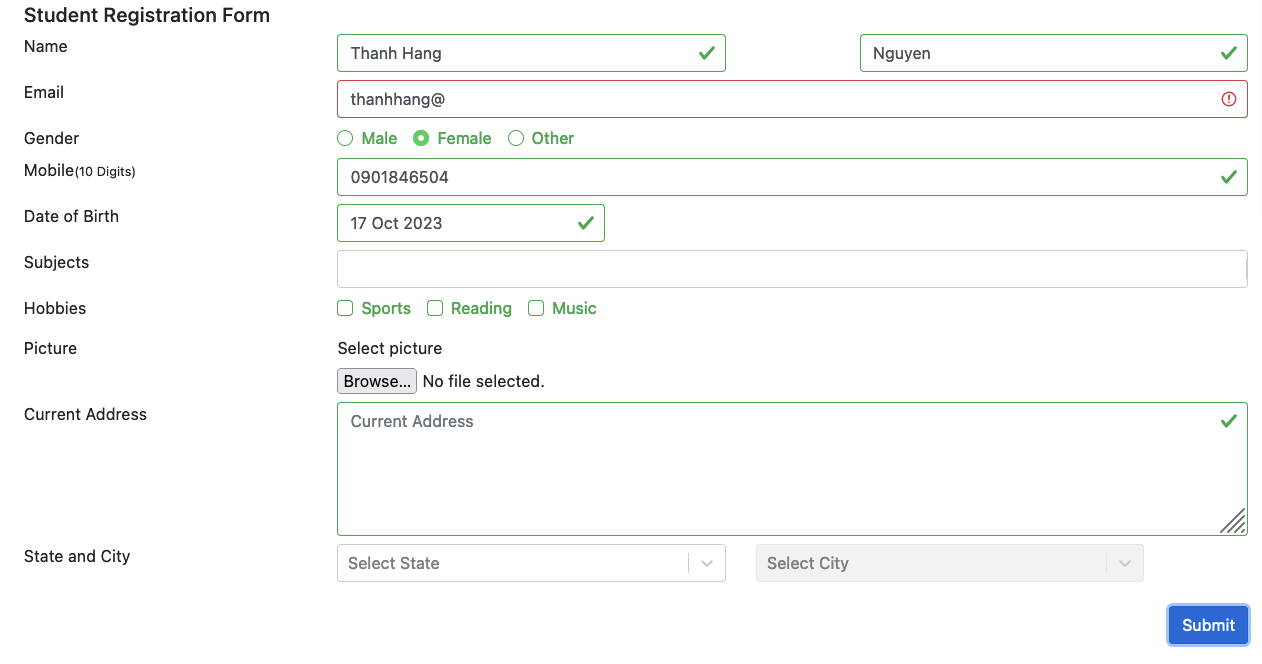 Student Registration Form
Name Thanh Hang Nguyen
Email thanhhang@
Gender Male Female Other
Mobile(10 Digits) 0901846504
Date of Birth 17 Oct 2023
Subjects
Hobbies Sports Reading Music
Picture Select picture
Browse... No file selected.
Current Address Current Address
State and City Select State Select City
Submit